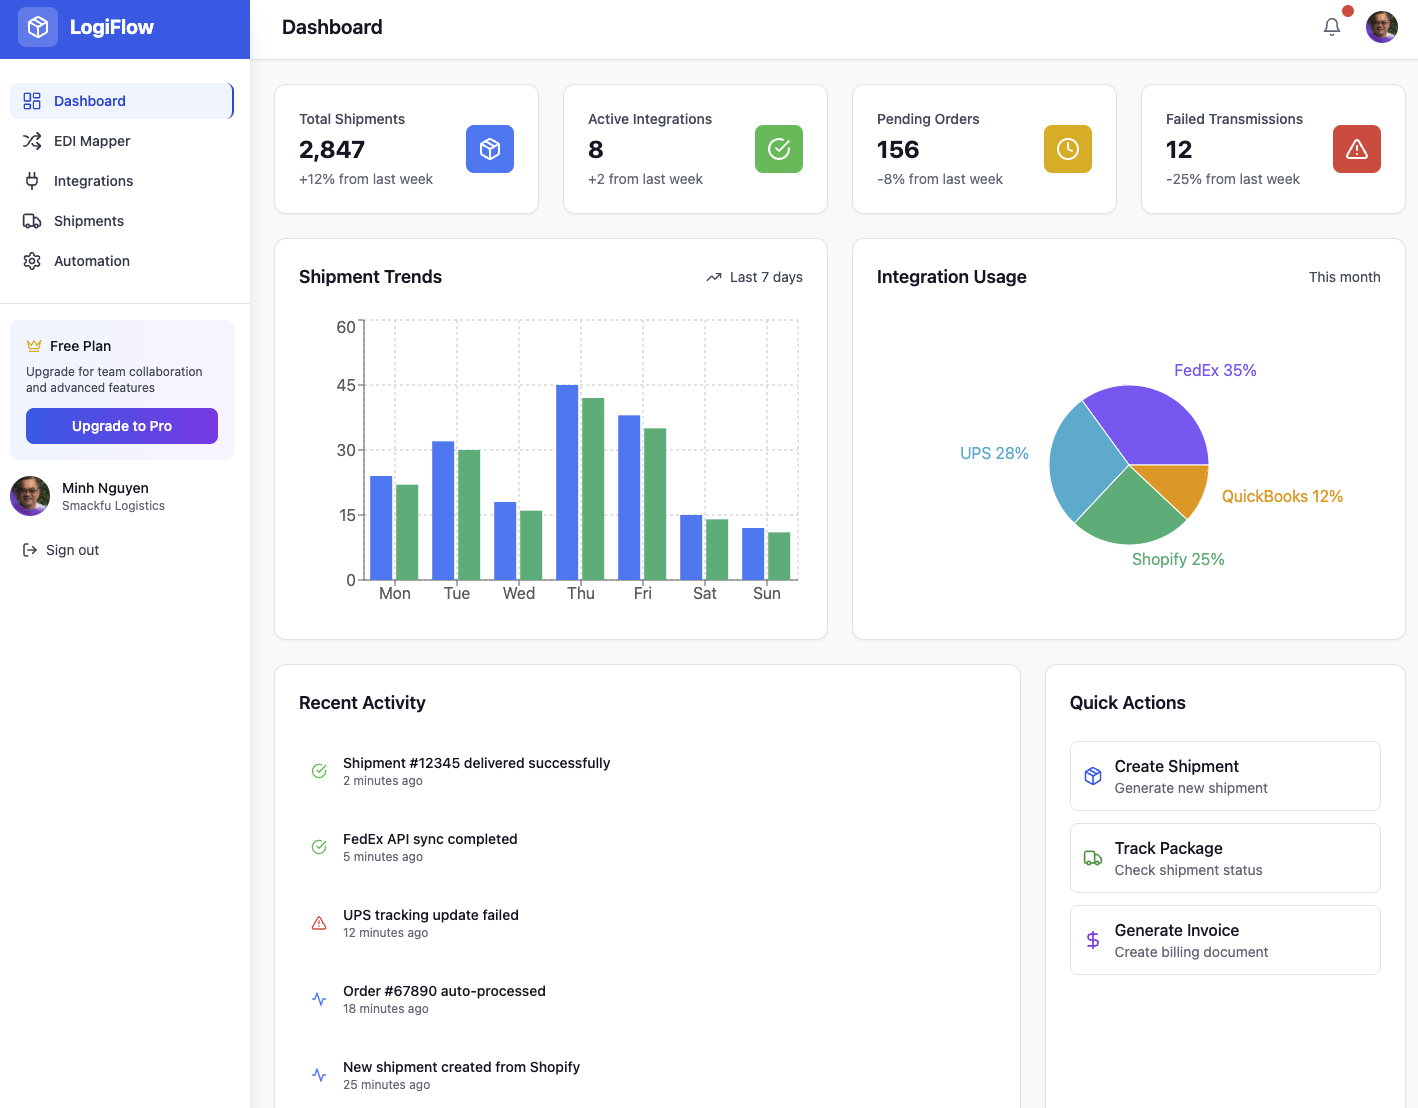 LogiFlow
Dashboard
Dashboard
EDI Mapper
Integrations
Shipments
Automation
Free Plan
Upgrade for team collaboration
and advanced features
Upgrade to Pro
Minh Nguyen
Smackfu Logistics
Sign out
Total Shipments
2,847
+12% from last week
Active Integrations
8
+2 from last week
Pending Orders
156
-8% from last week
Failed Transmissions
12
-25% from last week
Shipment Trends
Last 7 days
60
45
30
15
0
Mon Tue Wed Thu Fri Sat Sun
Integration Usage
This month
FedEx 35%
UPS 28%
QuickBooks 12%
Shopify 25%
Recent Activity
Shipment #12345 delivered successfully
2 minutes ago
FedEx API sync completed
5 minutes ago
UPS tracking update failed
12 minutes ago
Order #67890 auto-processed
18 minutes ago
New shipment created from Shopify
25 minutes ago
Quick Actions
Create Shipment
Generate new shipment
Track Package
Check shipment status
Generate Invoice
Create billing document